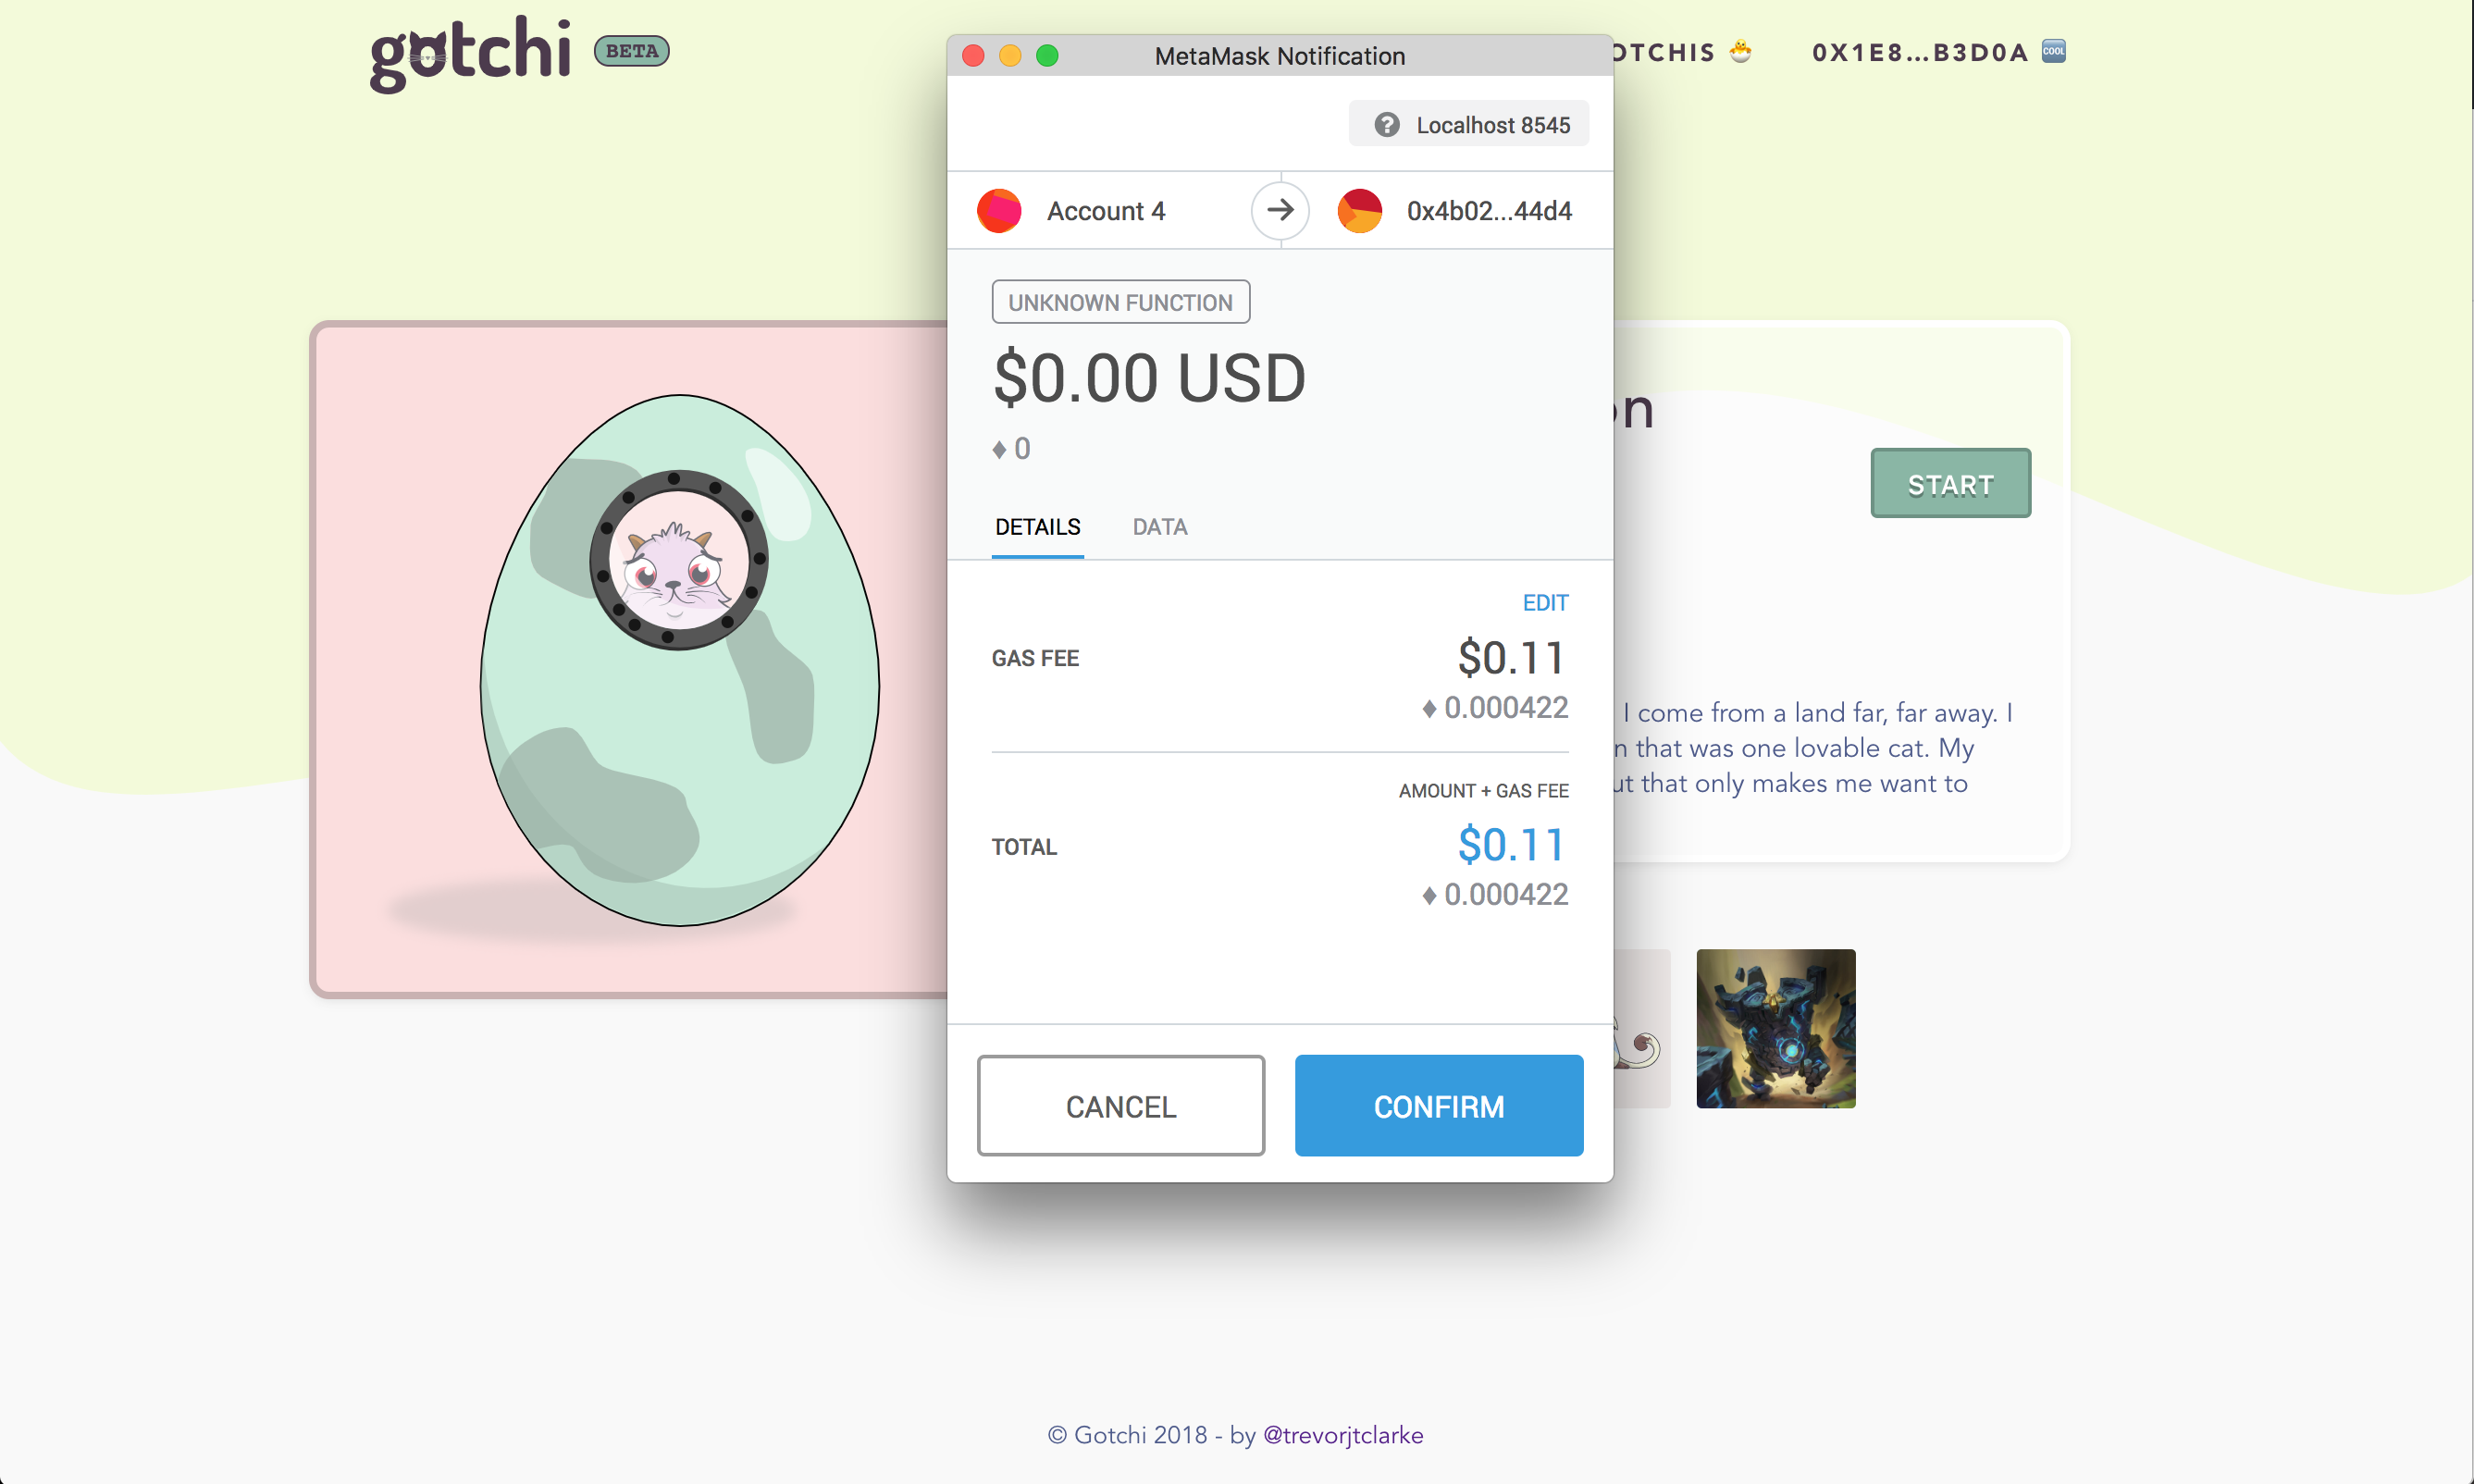 gotchi BETA
MetaMask Notification
OTCHIS 0X1E8...B3D0A COOL
Localhost 8545
Account 4 0x4b02...44d4
UNKNOWN FUNCTION
$0.00 USD
0
on
START
DETAILS DATA
EDIT
GAS FEE $0.11
0.000422
I come from a land far, far away. I
n that was one lovable cat. My
ut that only makes me want to
AMOUNT + GAS FEE
TOTAL $0.11
0.000422
CANCEL CONFIRM
© Gotchi 2018 - by @trevorjtclarke